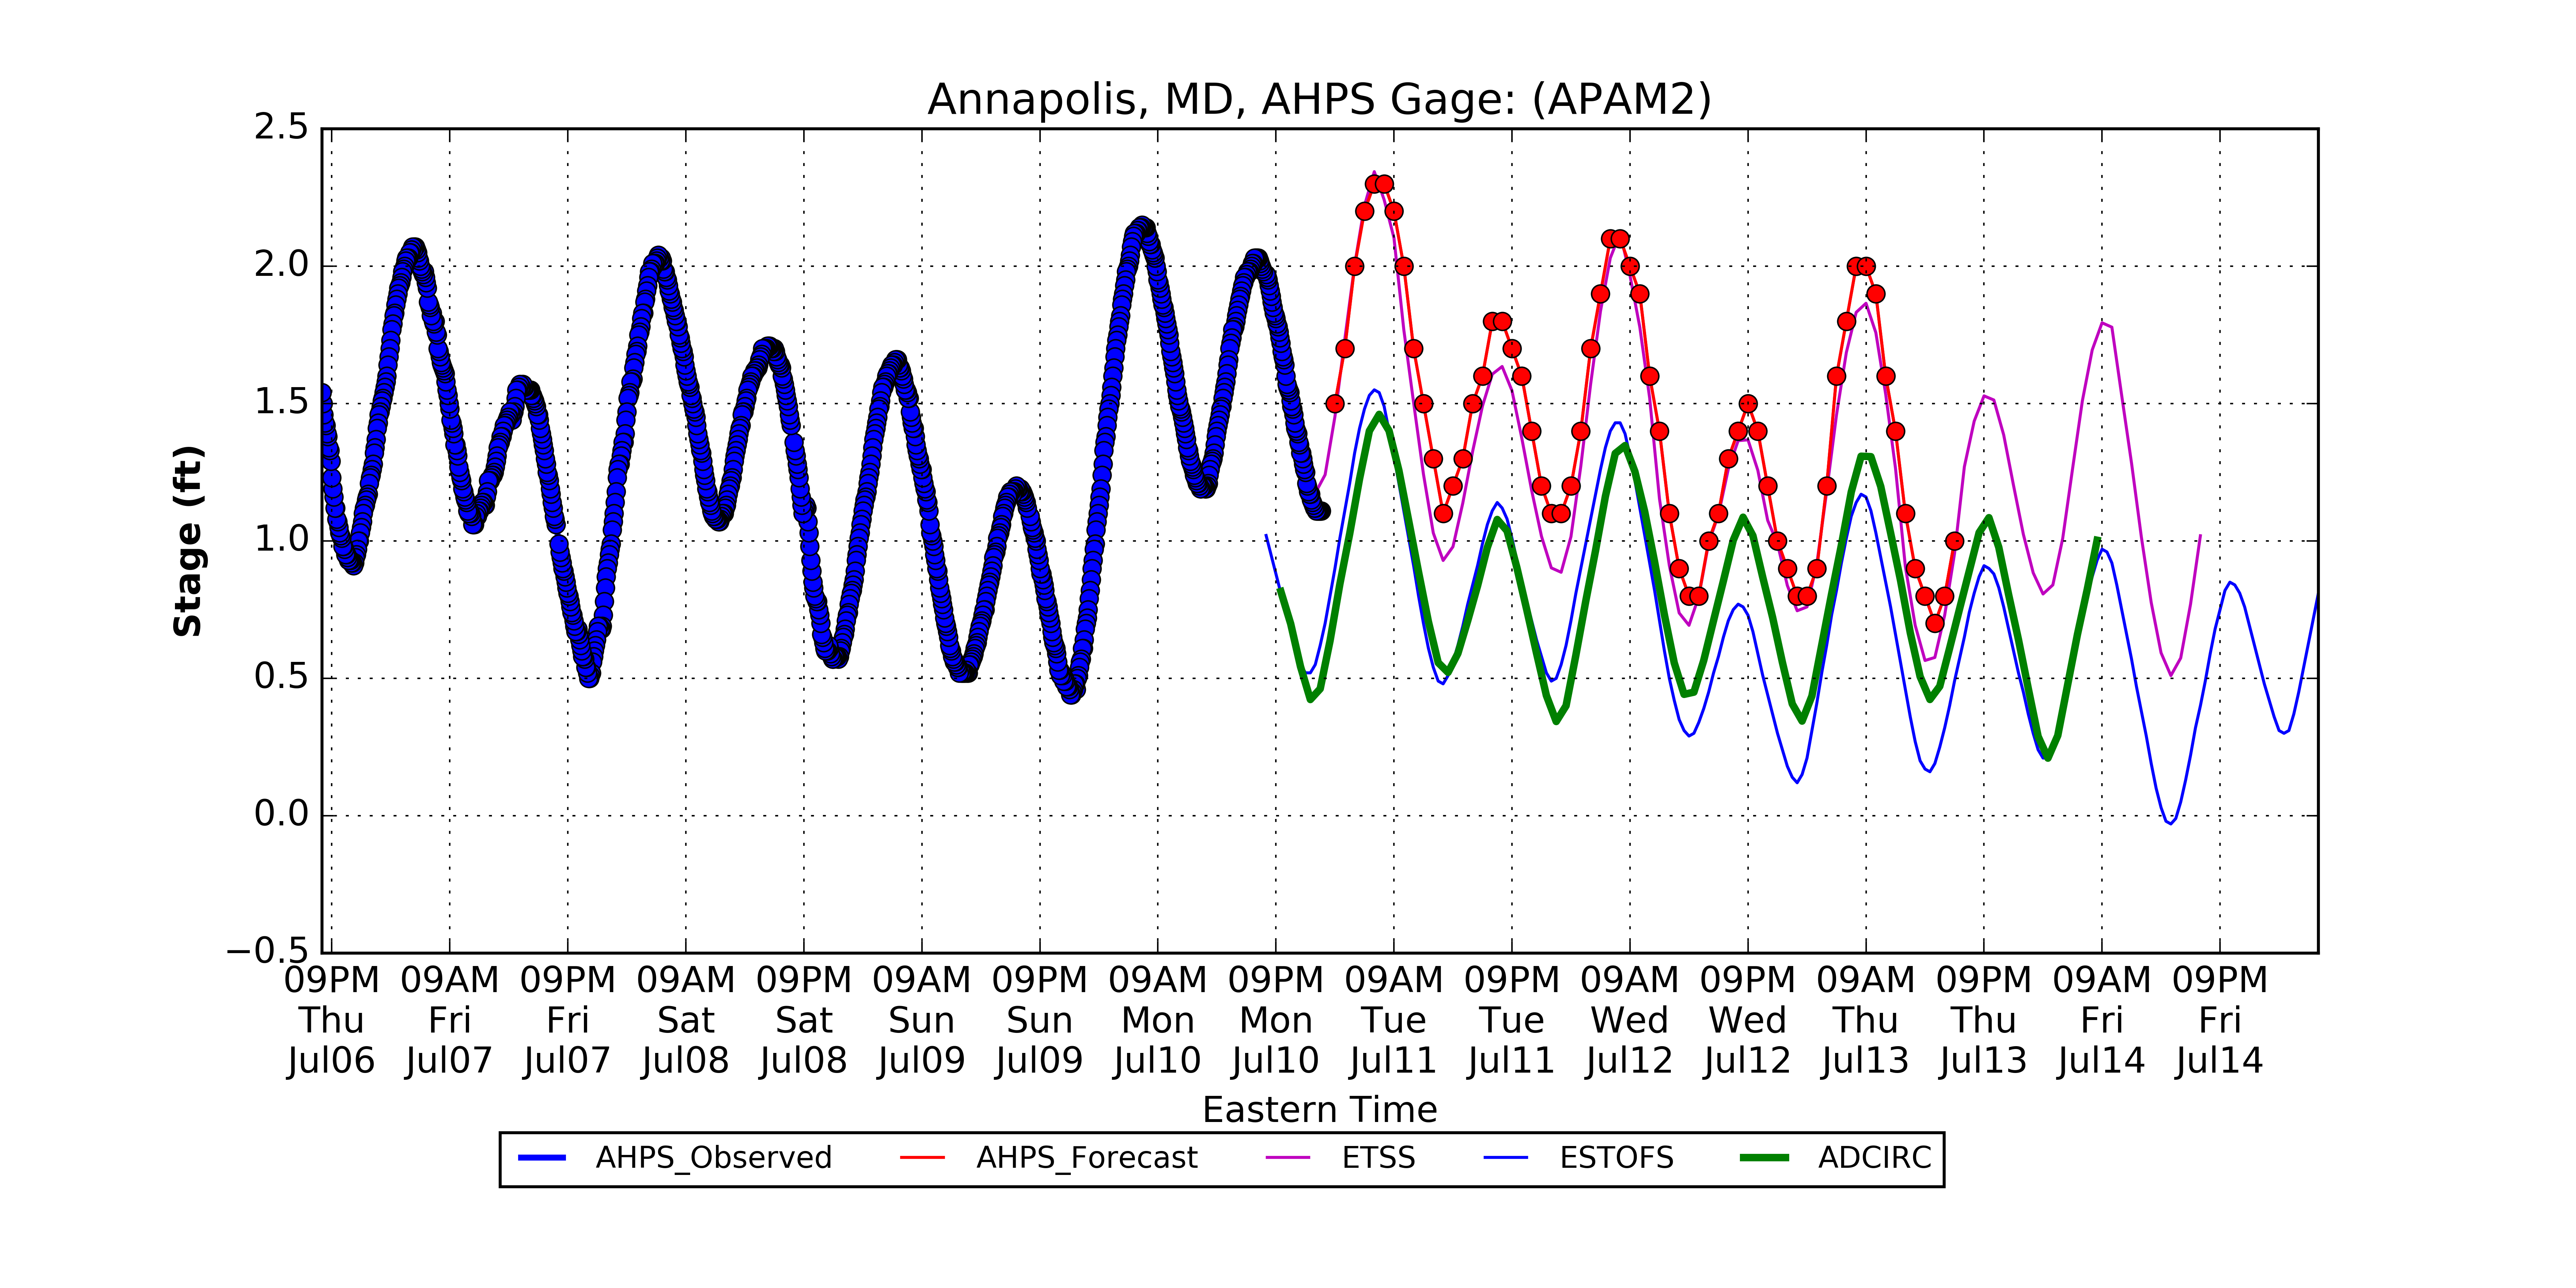 Annapolis, MD, AHPS Gage: (APAM2)
2.5
2.0
1.5
1.0
0.5
0.0
−0.5
Stage (ft)
09PM 09AM 09PM 09AM 09PM 09AM 09PM 09AM 09PM 09AM 09PM 09AM 09PM 09AM 09PM 09AM 09PM
Thu Fri Fri Sat Sat Sun Sun Mon Mon Tue Tue Wed Wed Thu Thu Fri Fri
Jul06 Jul07 Jul07 Jul08 Jul08 Jul09 Jul09 Jul10 Jul10 Jul11 Jul11 Jul12 Jul12 Jul13 Jul13 Jul14 Jul14
Eastern Time
AHPS_Observed AHPS_Forecast ETSS ESTOFS ADCIRC